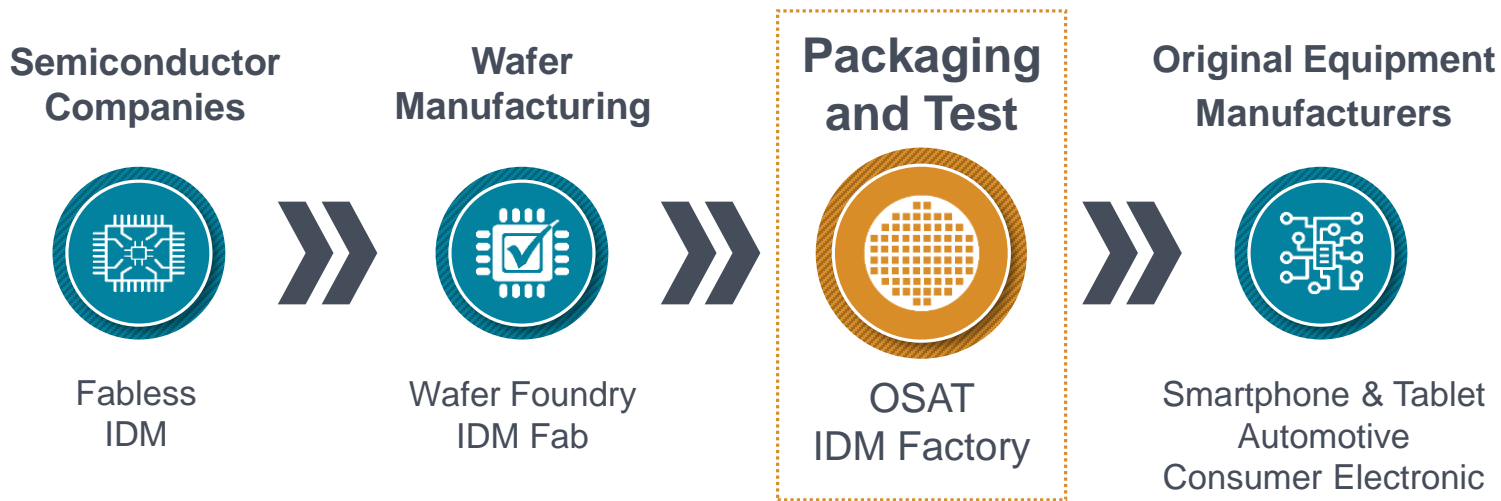 Semiconductor
Companies
Fabless
IDM
Wafer
Manufacturing
Wafer Foundry
IDM Fab
Packaging
and Test
OSAT
IDM Factory
Original Equipment
Manufacturers
Smartphone & Tablet
Automotive
Consumer Electronic